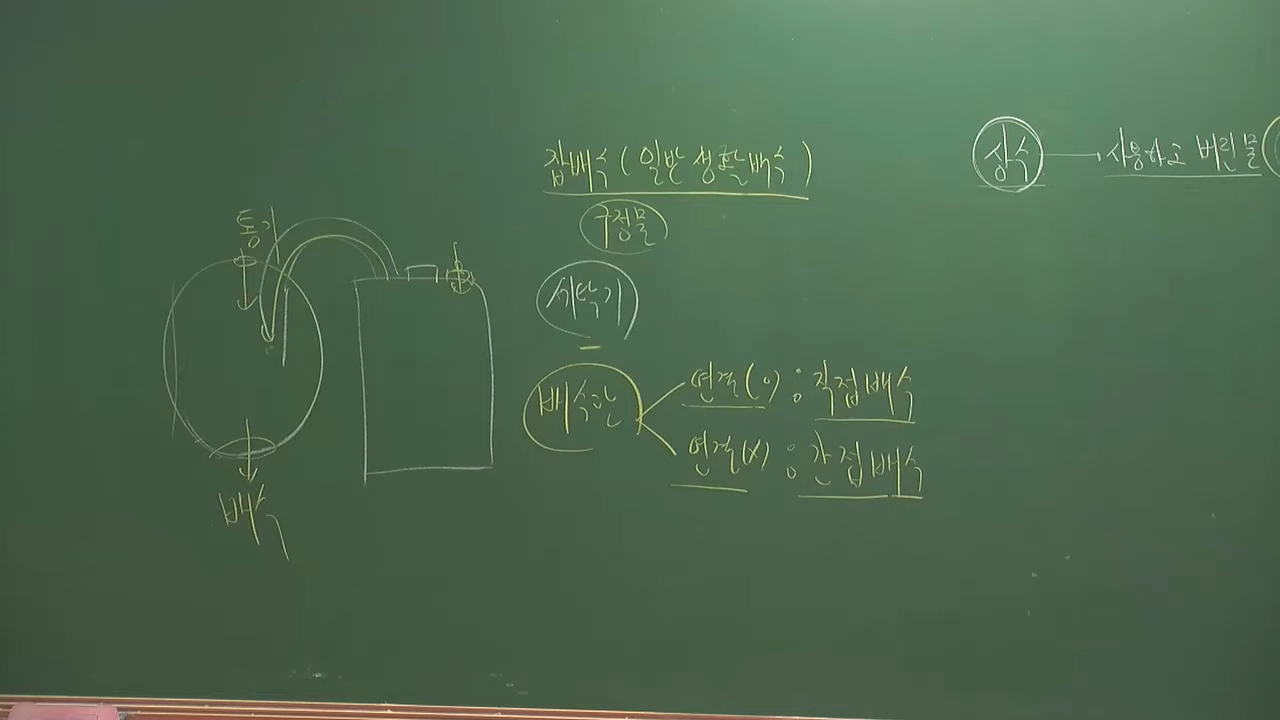 잡배수 (일반생활배수)
구정물
세탁기
배수관
연결(O) : 직접배수
연결(X) : 간접배수
통기
배수
상수
사용하고 버린물